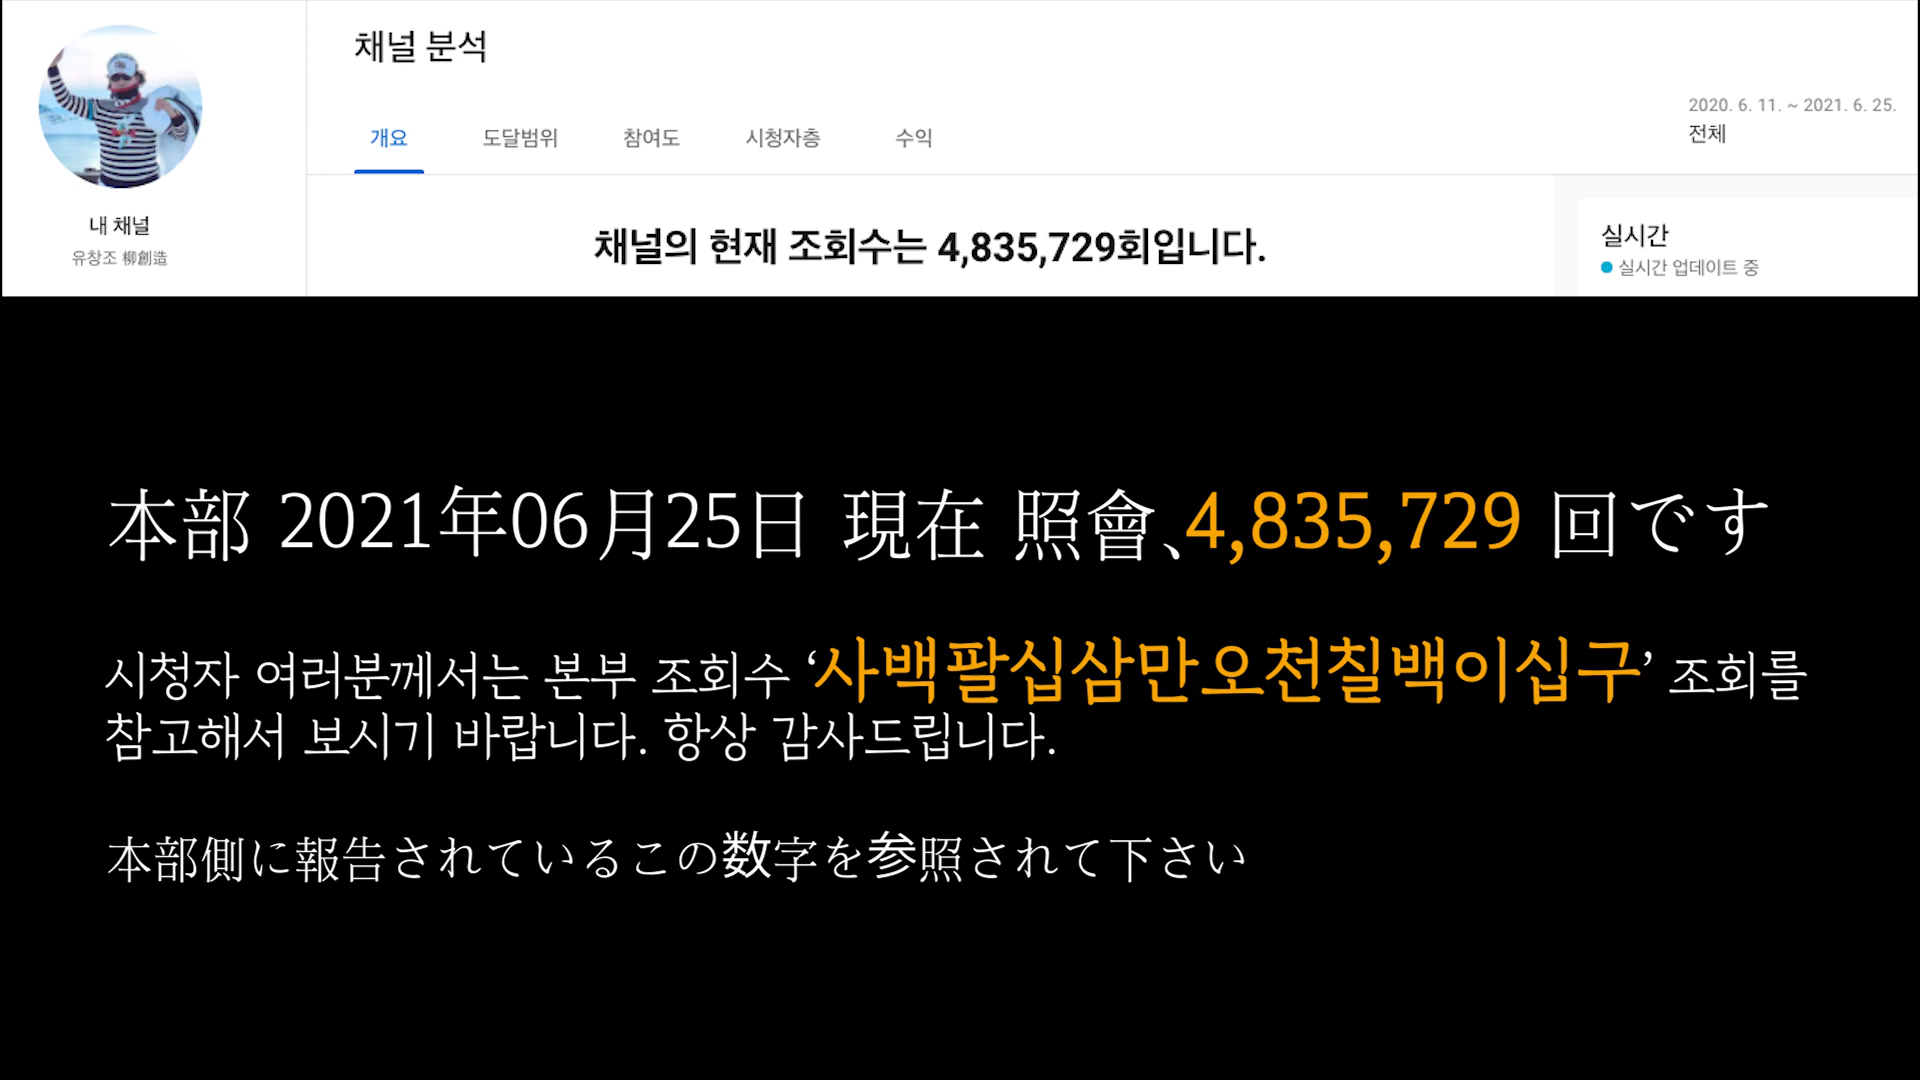 채널 분석
2020. 6. 11. ~ 2021. 6. 25.
전체
개요 도달범위 참여도 시청자층 수익
내 채널
유창조 柳創造
채널의 현재 조회수는 4,835,729회입니다.
실시간
실시간 업데이트 중
本部 2021年06月25日 現在 照會、4,835,729 回です
시청자 여러분께서는 본부 조회수 ‘사백팔십삼만오천칠백이십구’ 조회를
참고해서 보시기 바랍니다. 항상 감사드립니다.
本部側に報告されているこの数字を参照されて下さい